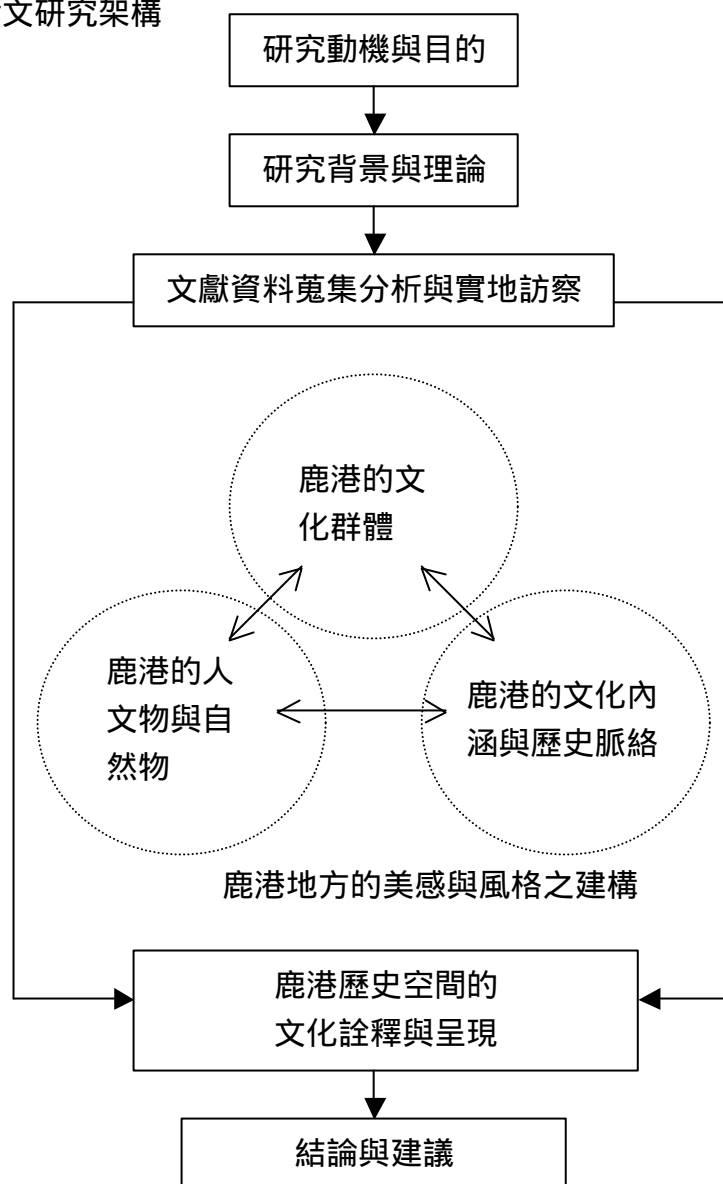 文研究架構
研究動機與目的
研究背景與理論
文獻資料蒐集分析與實地訪察
鹿港的文
化群體
鹿港的人
文物與自
然物
鹿港的文化內
涵與歷史脈絡
鹿港地方的美感與風格之建構
鹿港歷史空間的
文化詮釋與呈現
結論與建議